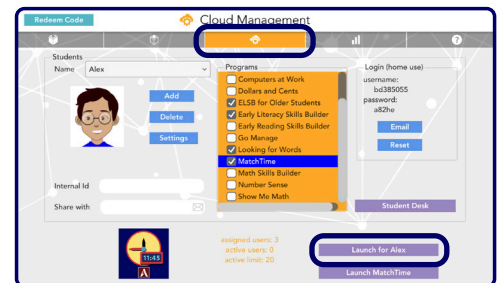 Redeem Code
Cloud Management
?
Students
Name
Alex
Add
Delete
Settings
Internal Id
Share with
Programs
Computers at Work
Dollars and Cents
ELSB for Older Students
Early Literacy Skills Builder
Early Reading Skills Builder
Go Manage
Looking for Words
MatchTime
Math Skills Builder
Number Sense
Show Me Math
Login (home use)
username:
bd385055
password:
a82he
Email
Reset
Student Desk
11:45
A
assigned users: 3
active users: 0
active limit: 20
Launch for Alex
Launch MatchTime